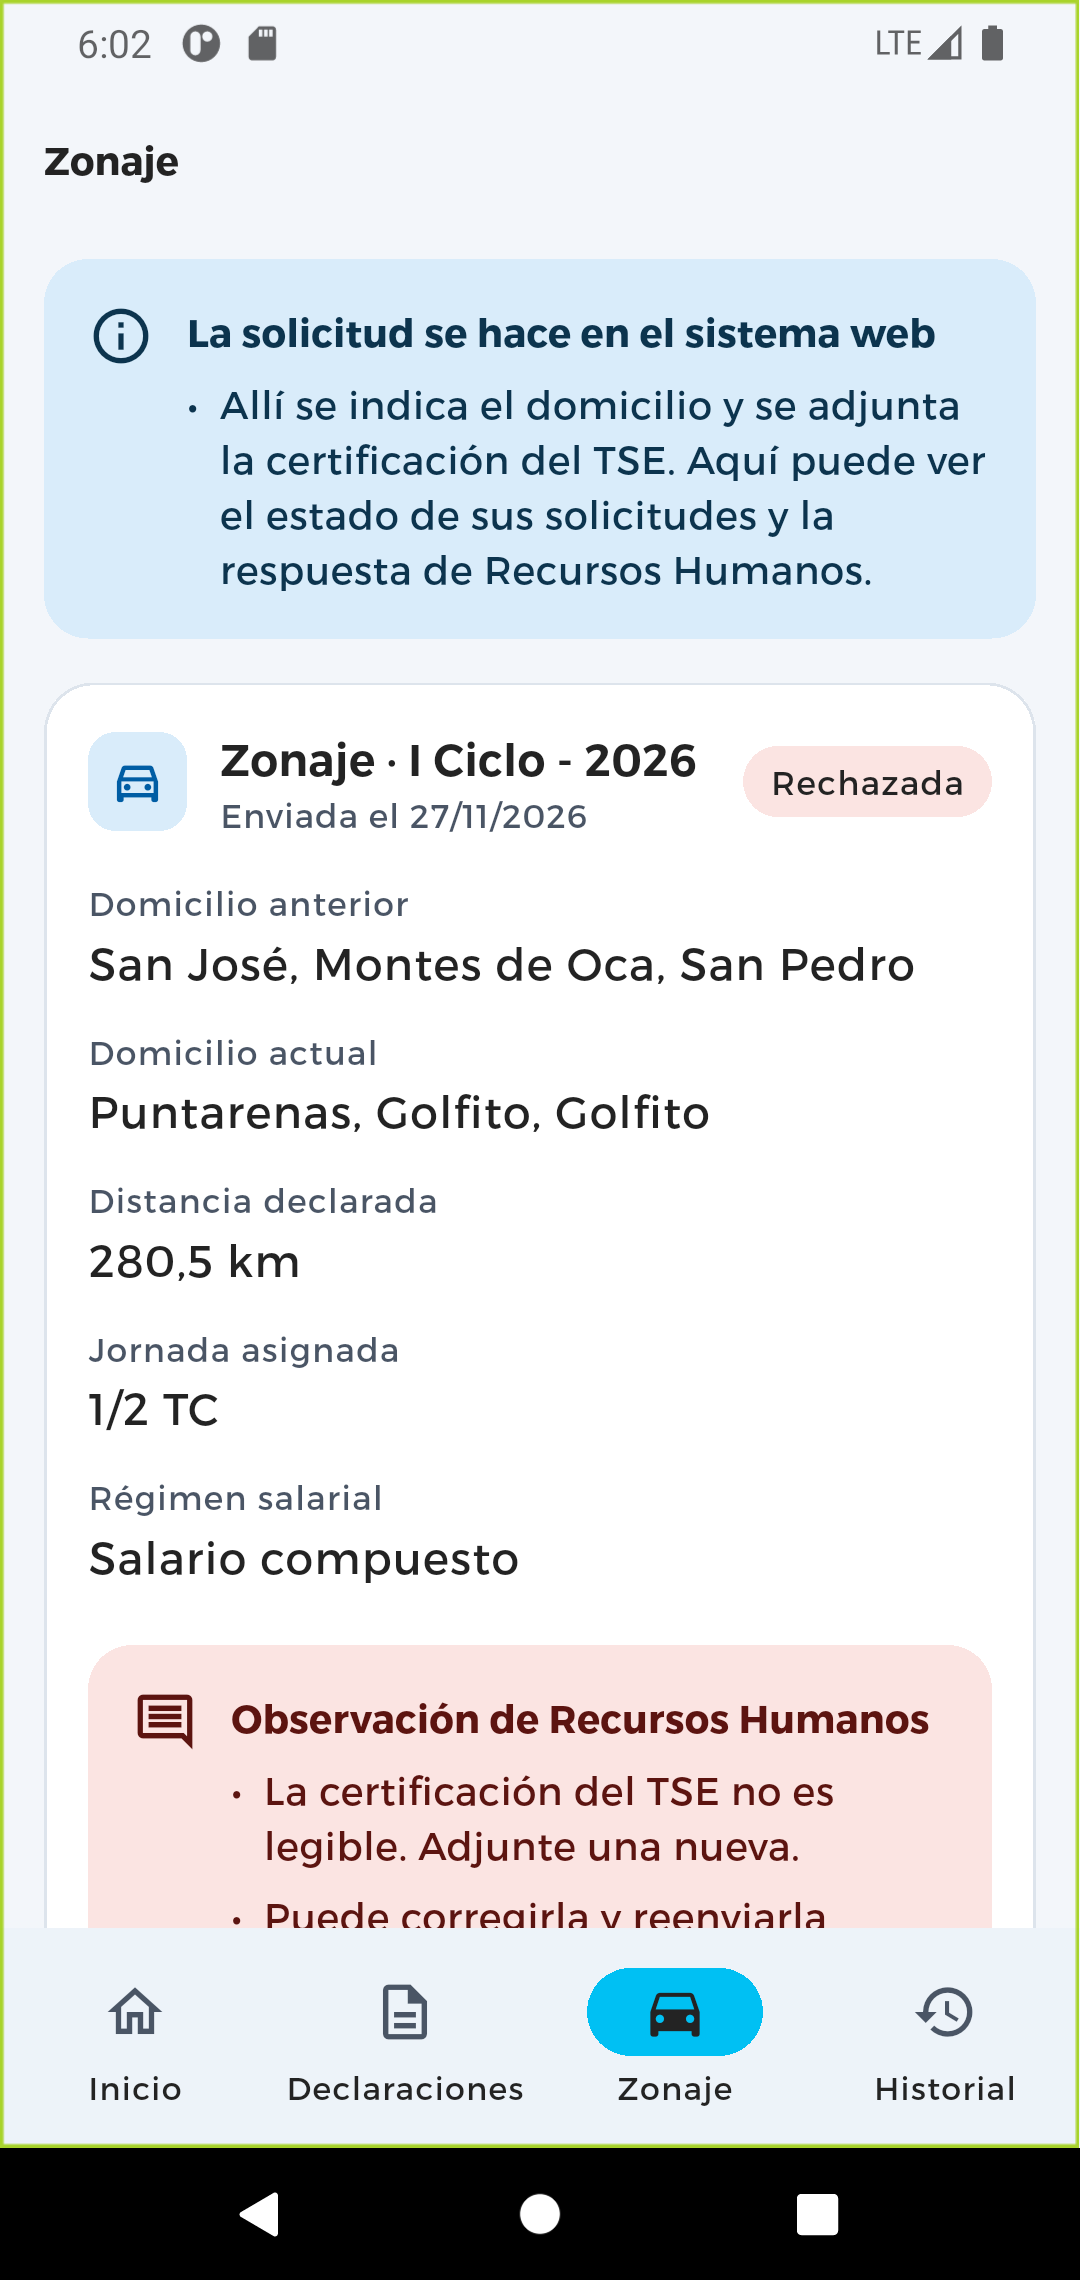 6:02
LTE
Zonaje
La solicitud se hace en el sistema web
• Allí se indica el domicilio y se adjunta
la certificación del TSE. Aquí puede ver
el estado de sus solicitudes y la
respuesta de Recursos Humanos.
Zonaje · I Ciclo - 2026
Rechazada
Enviada el 27/11/2026
Domicilio anterior
San José, Montes de Oca, San Pedro
Domicilio actual
Puntarenas, Golfito, Golfito
Distancia declarada
280,5 km
Jornada asignada
1/2 TC
Régimen salarial
Salario compuesto
Observación de Recursos Humanos
• La certificación del TSE no es
legible. Adjunte una nueva.
• Puede corregirla y reenviarla
Inicio
Declaraciones
Zonaje
Historial